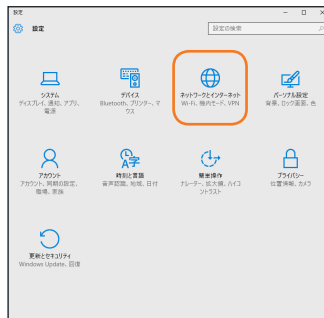 設定
設定
設定の検索
システム
ディスプレイ、通知、アプリ、
電源
デバイス
Bluetooth、プリンター、マ
ウス
ネットワークとインターネット
Wi-Fi、機内モード、VPN
パーソナル設定
背景、ロック画面、色
アカウント
アカウント、同期の設定、
職場、家族
時刻と言語
音声認識、地域、日付
簡単操作
ナレーター、拡大鏡、ハイコ
ントラスト
プライバシー
位置情報、カメラ
更新とセキュリティ
Windows Update、回復